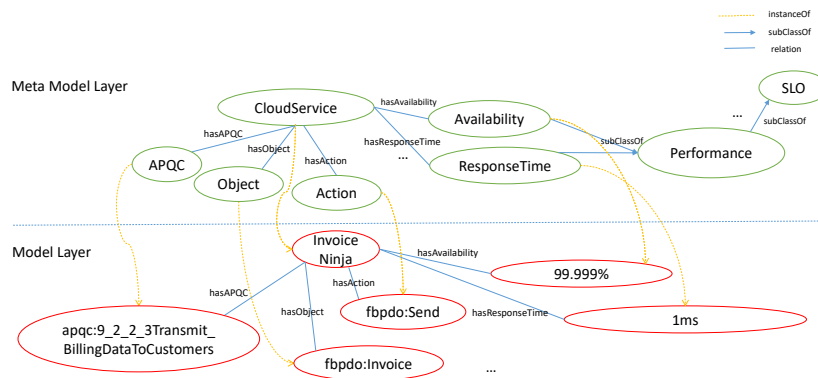 instanceOf
subClassOf
relation
Meta Model Layer
SLO
CloudService
hasAvailability
Availability
...
subClassOf
hasAPQC
hasObject
hasResponseTime
...
subClassOf
Performance
APQC
hasAction
ResponseTime
Object
Action
Model Layer
Invoice
Ninja
hasAvailability
99.999%
hasAPQC
hasAction
hasObject
fbpdo:Send
hasResponseTime
1ms
apqc:9_2_2_3Transmit_
BillingDataToCustomers
fbpdo:Invoice
...